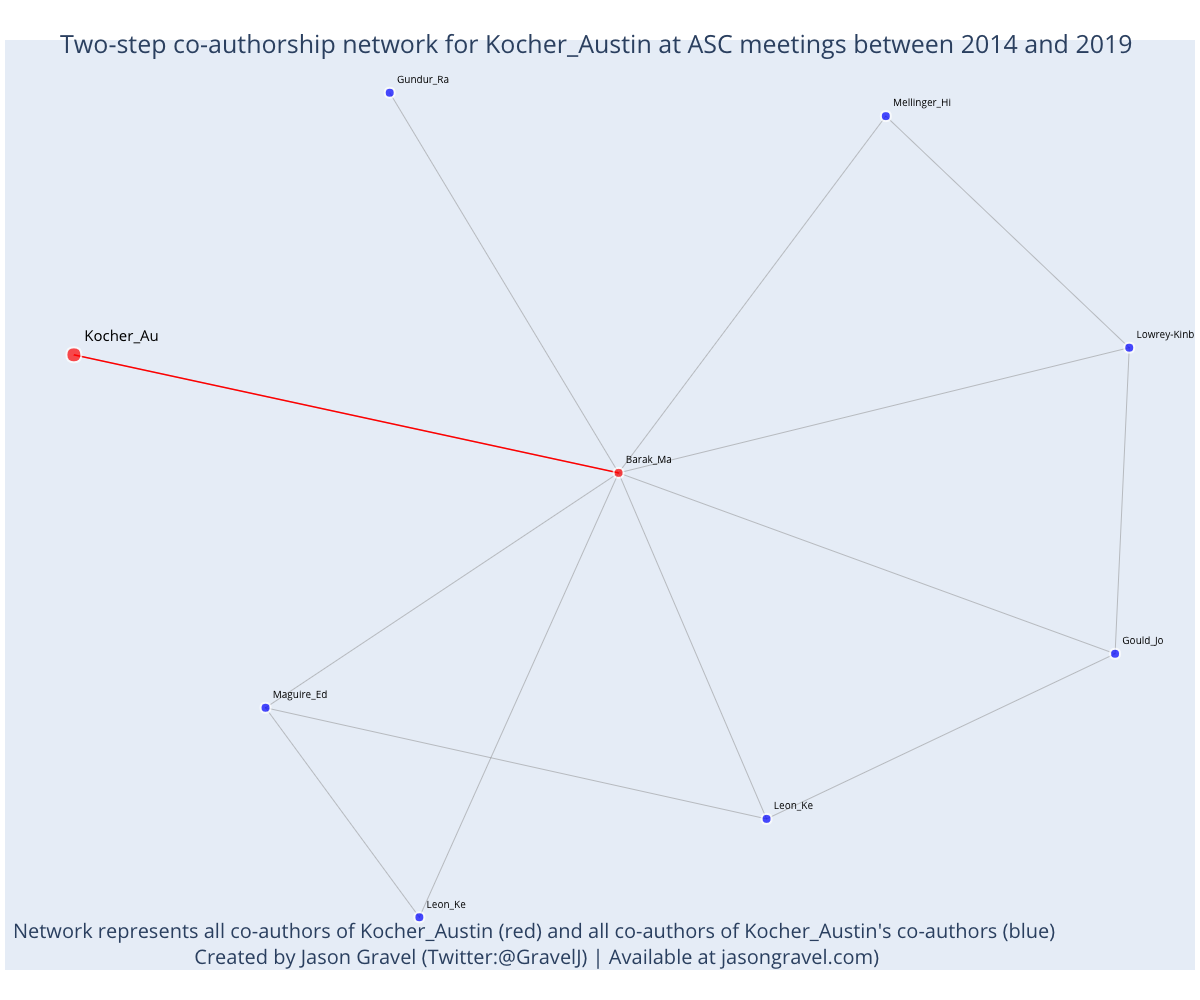 Two-step co-authorship network for Kocher_Austin at ASC meetings between 2014 and 2019
Gundur_Ra
Mellinger_Hi
Kocher_Au
Lowrey-Kinb
Barak_Ma
Gould_Jo
Maguire_Ed
Leon_Ke
Leon_Ke
Network represents all co-authors of Kocher_Austin (red) and all co-authors of Kocher_Austin's co-authors (blue)
Created by Jason Gravel (Twitter:@GravelJ) | Available at jasongravel.com)